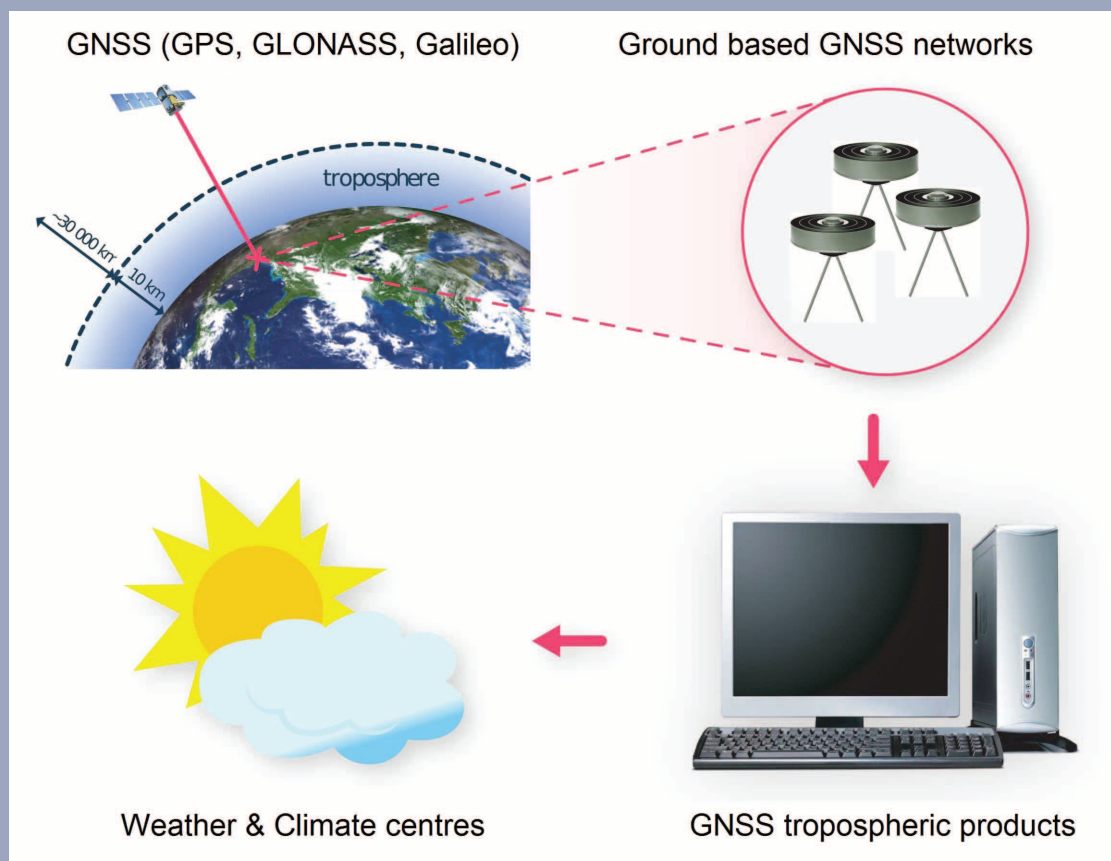 GNSS (GPS, GLONASS, Galileo)
Ground based GNSS networks
troposphere
~30 000 km
10 km
Weather & Climate centres
GNSS tropospheric products